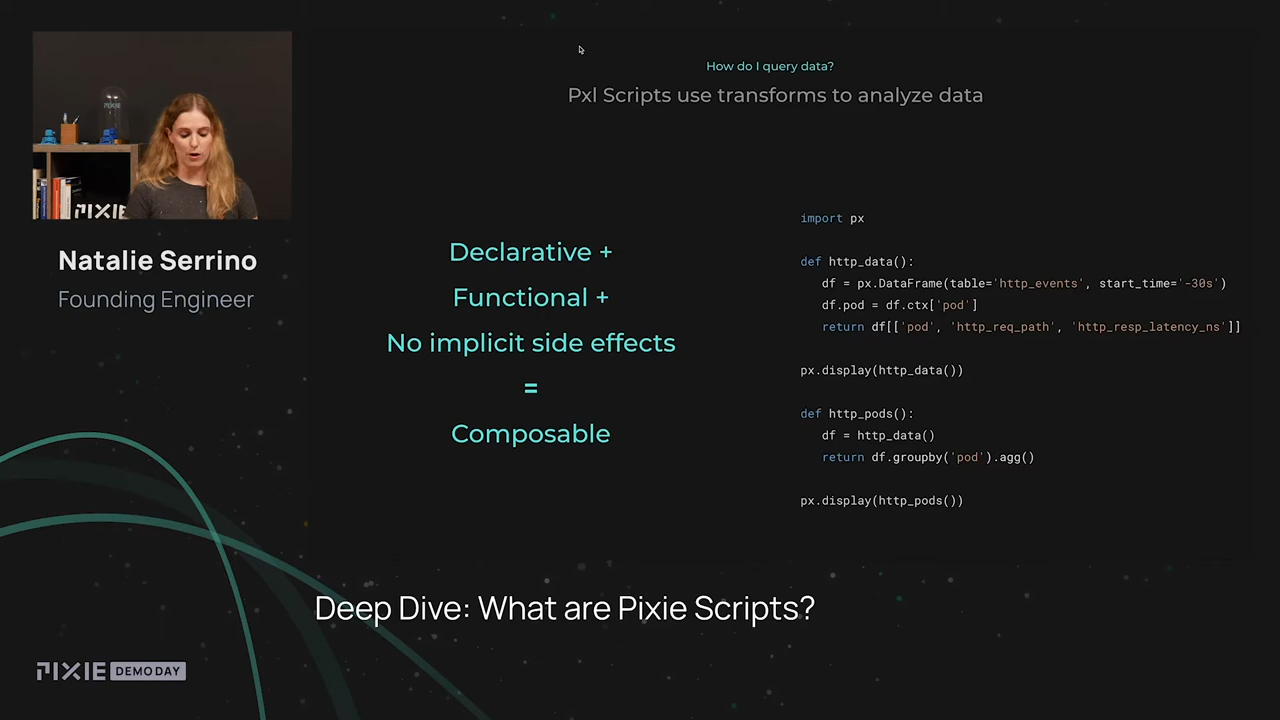 PIXIE
PIXIE
Natalie Serrino
Founding Engineer
How do I query data?
Pxl Scripts use transforms to analyze data
Declarative +
Functional +
No implicit side effects
=
Composable
import px
def http_data():
df = px.DataFrame(table='http_events', start_time='-30s')
df.pod = df.ctx['pod']
return df[['pod', 'http_req_path', 'http_resp_latency_ns']]
px.display(http_data())
def http_pods():
df = http_data()
return df.groupby('pod').agg()
px.display(http_pods())
Deep Dive: What are Pixie Scripts?
PIXIE DEMO DAY